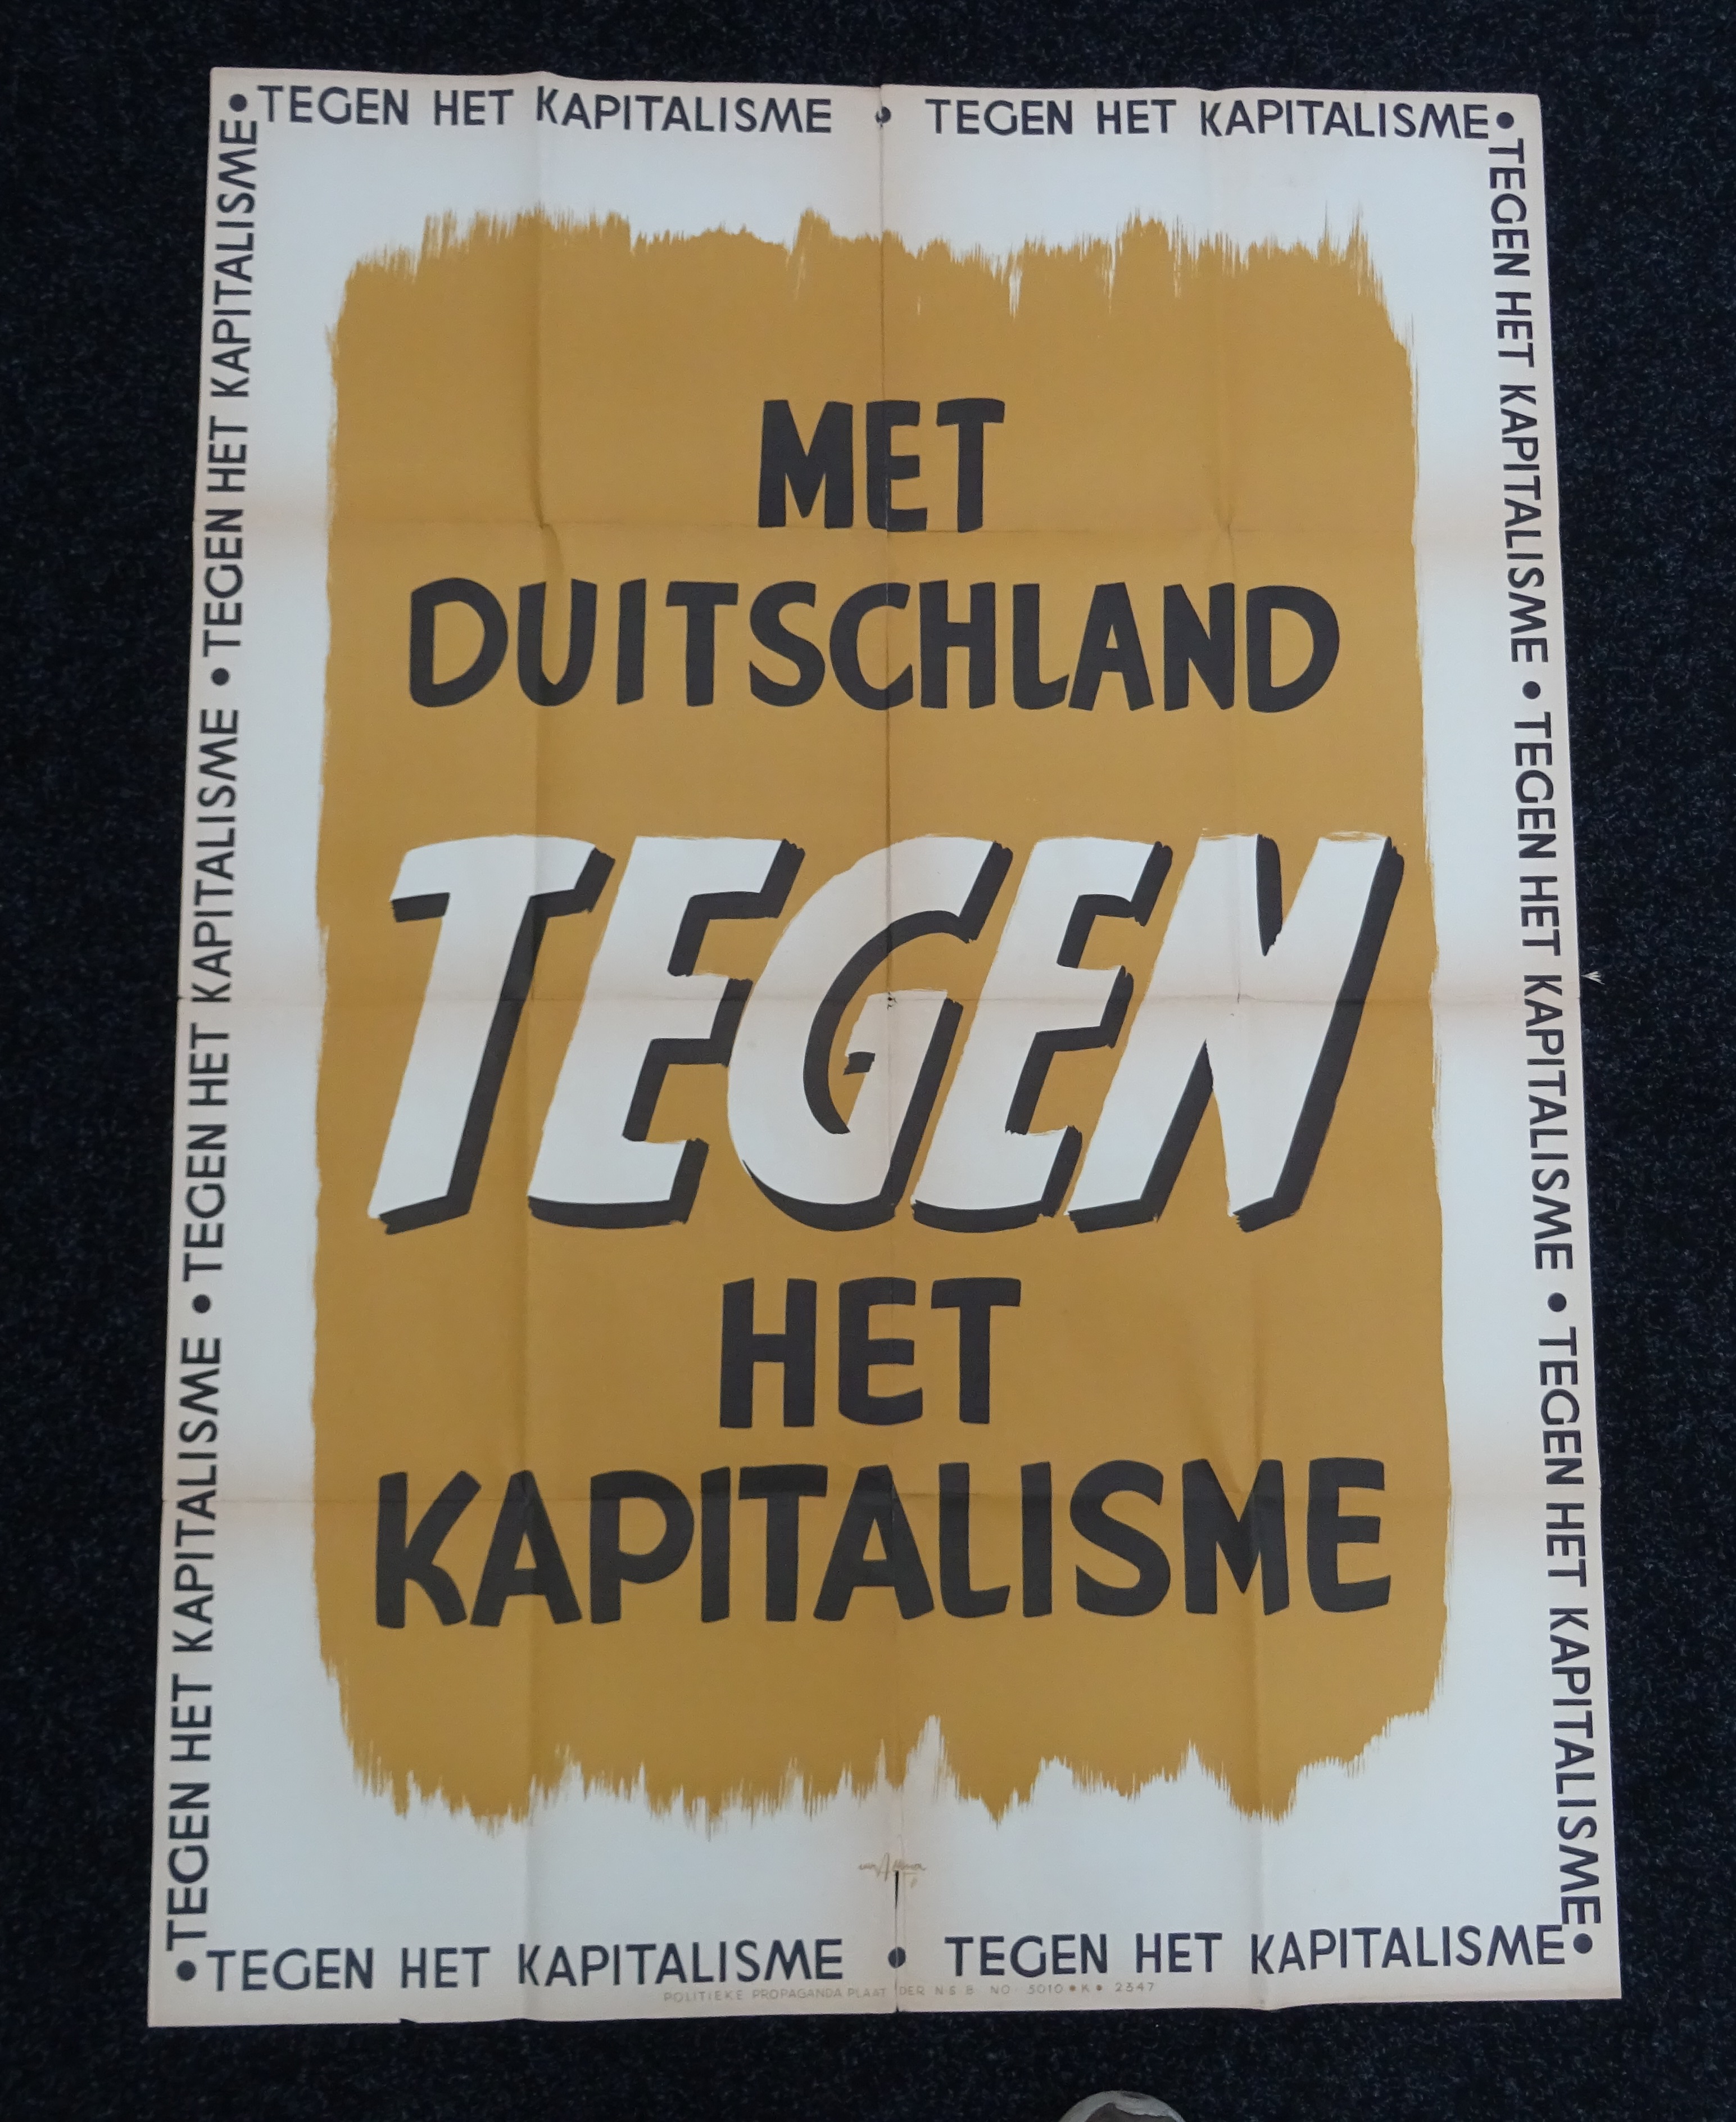 • TEGEN HET KAPITALISME • TEGEN HET KAPITALISME •
TEGEN HET KAPITALISME • TEGEN HET KAPITALISME • TEGEN HET KAPITALISME
MET
DUITSCHLAND
TEGEN
HET
KAPITALISME
TEGEN HET KAPITALISME • TEGEN HET KAPITALISME • TEGEN HET KAPITALISME
• TEGEN HET KAPITALISME • TEGEN HET KAPITALISME •
POLITIEKE PROPAGANDA PLAAT DER N.S.B. NO. 5010 • K • 2347